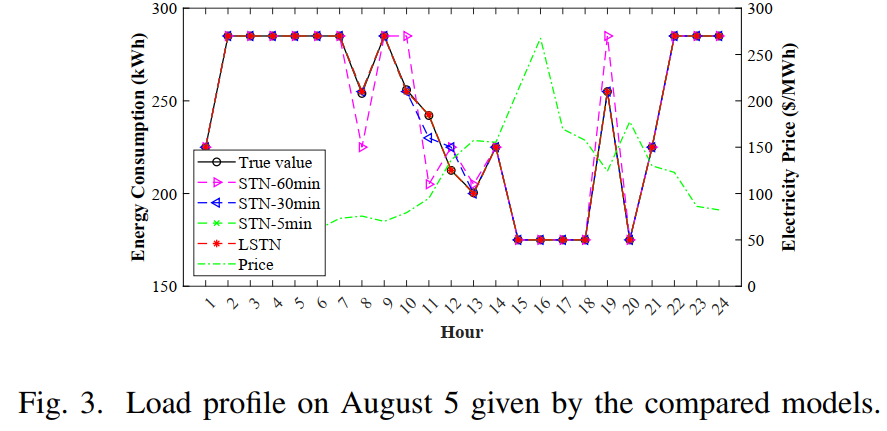 300
250
200
150
Energy Consumption (kWh)
300
250
200
150
100
50
0
Electricity Price ($/MWh)
True value
STN-60min
STN-30min
STN-5min
LSTN
Price
1 2 3 4 5 6 7 8 9 10 11 12 13 14 15 16 17 18 19 20 21 22 23 24
Hour
Fig. 3. Load profile on August 5 given by the compared models.